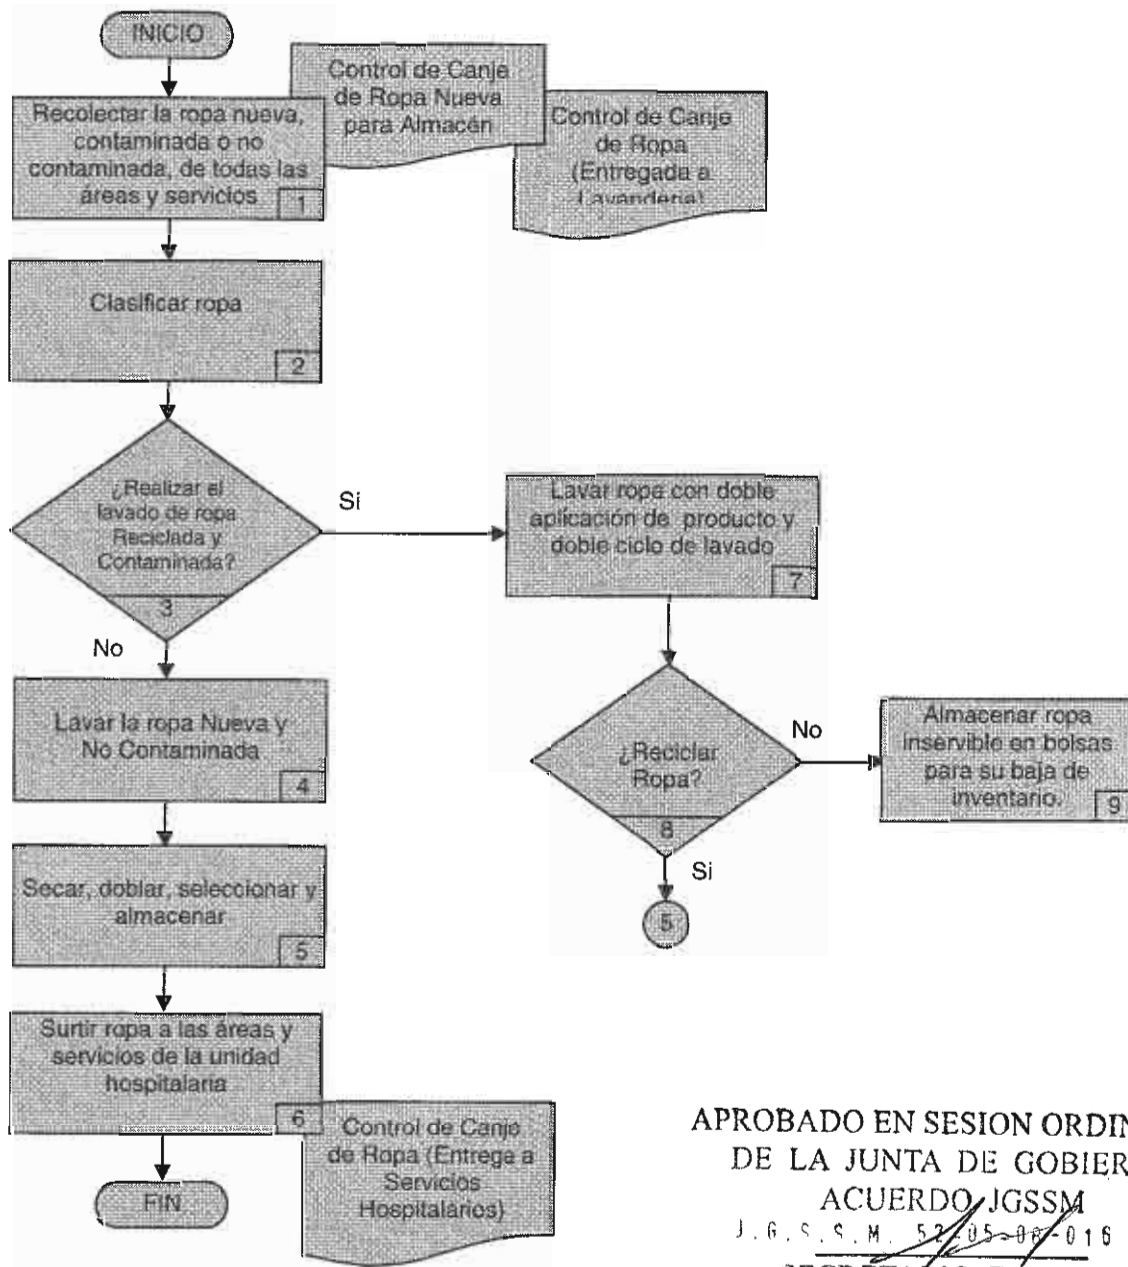 INICIO
Recolectar la ropa nueva,
contaminada o no
contaminada, de todas las
áreas y servicios
1
Control de Canje
de Ropa Nueva
para Almacén
Control de Canje
de Ropa
(Entregada a
Lavandería)
Clasificar ropa
2
¿Realizar el
lavado de ropa
Reciclada y
Contaminada?
3
Si
No
Lavar ropa con doble
aplicación de producto y
doble ciclo de lavado
7
Lavar la ropa Nueva y
No Contaminada
4
¿Reciclar
Ropa?
8
No
Si
Almacenar ropa
inservible en bolsas
para su baja de
inventario.
9
5
Secar, doblar, seleccionar y
almacenar
5
Surtir ropa a las áreas y
servicios de la unidad
hospitalaria
6
Control de Canje
de Ropa (Entrega a
Servicios
Hospitalarios)
FIN
APROBADO EN SESION ORDIN
DE LA JUNTA DE GOBIER
ACUERDO JGSSM
J.G.S.S.M. 52-05-08-016